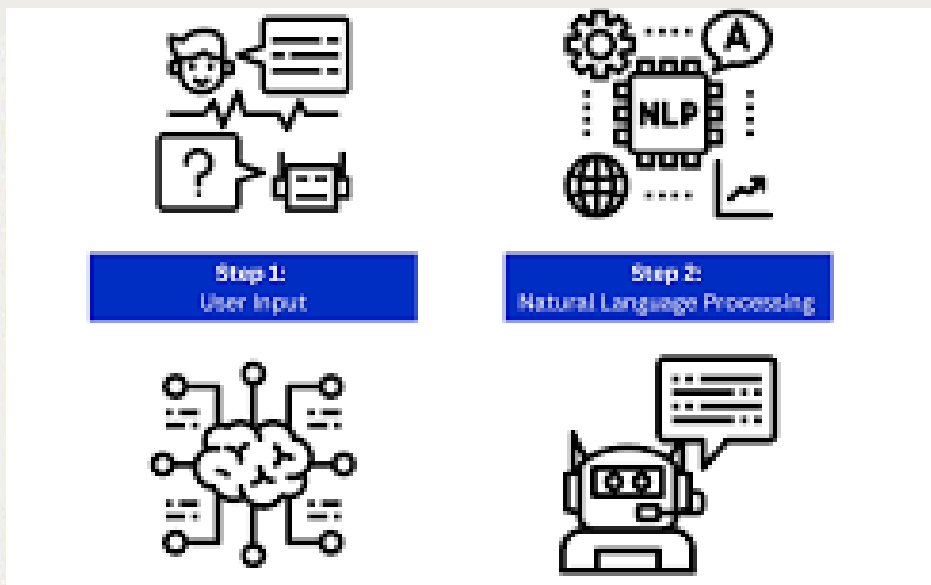 ?
A
NLP
Step 1:
User Input
Step 2:
Natural Language Processing